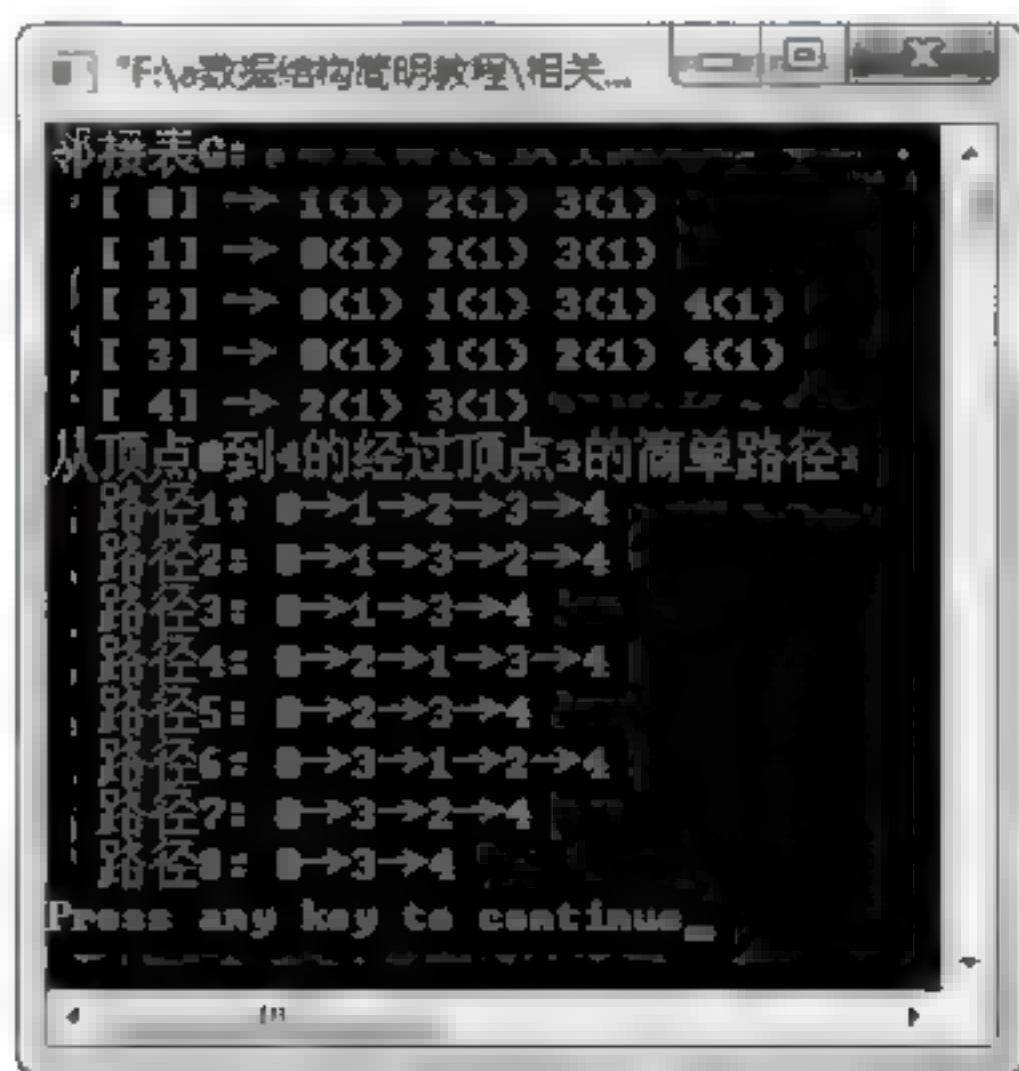 "F:\数据结构简明教程\相关...
邻接表G:
[ 0] → 1(1) 2(1) 3(1)
[ 1] → 0(1) 2(1) 3(1)
[ 2] → 0(1) 1(1) 3(1) 4(1)
[ 3] → 0(1) 1(1) 2(1) 4(1)
[ 4] → 2(1) 3(1)
从顶点0到4的经过顶点3的简单路径:
路径1: 0→1→2→3→4
路径2: 0→1→3→2→4
路径3: 0→1→3→4
路径4: 0→2→1→3→4
路径5: 0→2→3→4
路径6: 0→3→1→2→4
路径7: 0→3→2→4
路径8: 0→3→4
Press any key to continue_